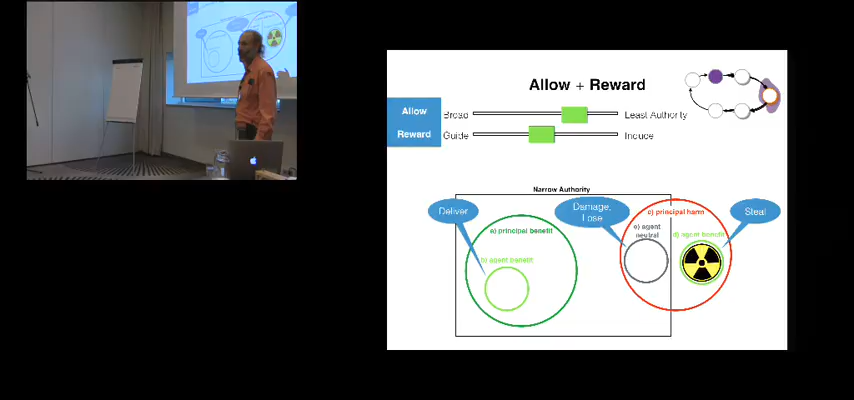 Allow + Reward
Allow
Broad
Least Authority
Reward
Guide
Induce
Narrow Authority
Deliver
Damage,
Lose
c) principal harm
Steal
a) principal benefit
e) agent
neutral
d) agent benefit
b) agent benefit